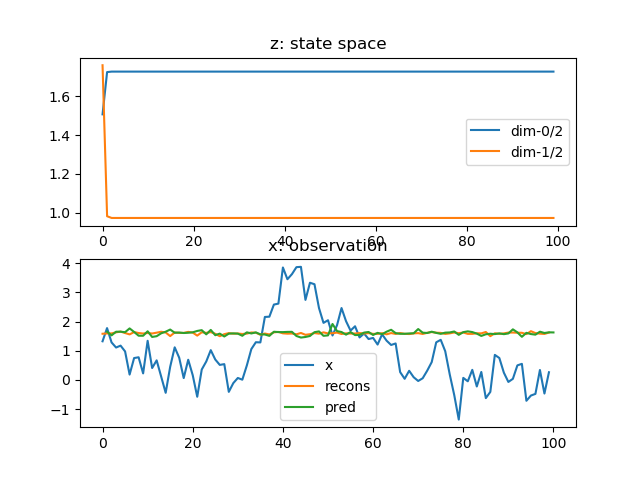 z: state space
1.6
1.4
1.2
1.0
dim-0/2
dim-1/2
0 20 40 60 80 100
x: observation
4
3
2
1
0
−1
x
recons
pred
0 20 40 60 80 100